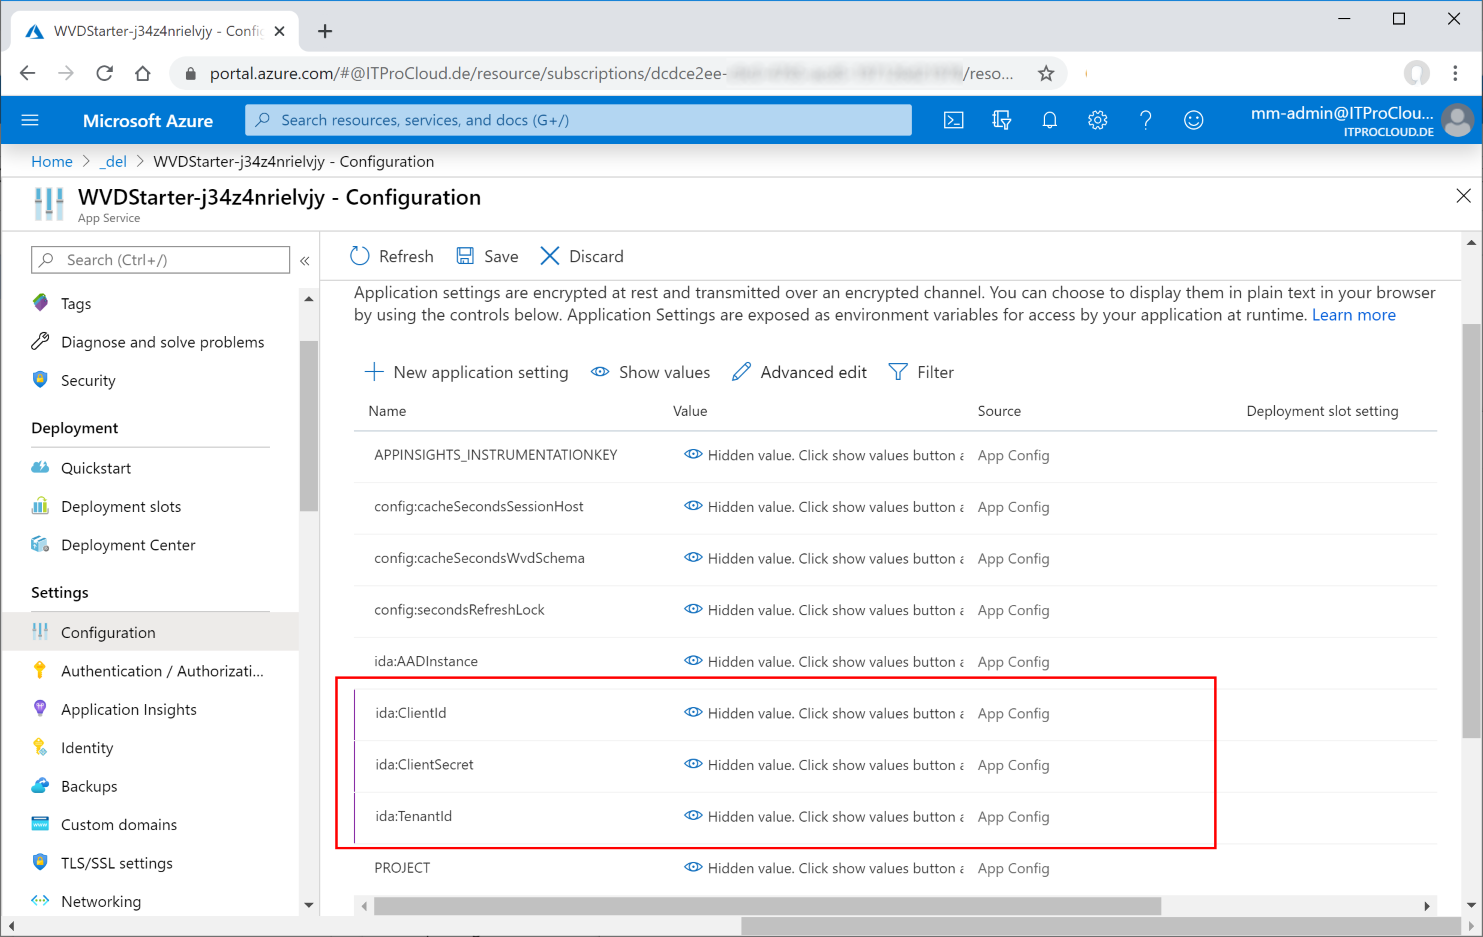 WVDStarter-j34z4nrielvjy - Config
portal.azure.com/#@ITProCloud.de/resource/subscriptions/dcdce2ee- /reso...
Microsoft Azure
Search resources, services, and docs (G+/)
mm-admin@ITProClou...
ITPROCLOUD.DE
Home > _del > WVDStarter-j34z4nrielvjy - Configuration
WVDStarter-j34z4nrielvjy - Configuration
App Service
Search (Ctrl+/)
«
Tags
Diagnose and solve problems
Security
Deployment
Quickstart
Deployment slots
Deployment Center
Settings
Configuration
Authentication / Authorizati...
Application Insights
Identity
Backups
Custom domains
TLS/SSL settings
Networking
Refresh Save Discard
Application settings are encrypted at rest and transmitted over an encrypted channel. You can choose to display them in plain text in your browser
by using the controls below. Application Settings are exposed as environment variables for access by your application at runtime. Learn more
New application setting Show values Advanced edit Filter
Name Value Source Deployment slot setting
APPINSIGHTS_INSTRUMENTATIONKEY Hidden value. Click show values button a App Config
config:cacheSecondsSessionHost Hidden value. Click show values button a App Config
config:cacheSecondsWvdSchema Hidden value. Click show values button a App Config
config:secondsRefreshLock Hidden value. Click show values button a App Config
ida:AADInstance Hidden value. Click show values button a App Config
ida:ClientId Hidden value. Click show values button a App Config
ida:ClientSecret Hidden value. Click show values button a App Config
ida:TenantId Hidden value. Click show values button a App Config
PROJECT Hidden value. Click show values button a App Config